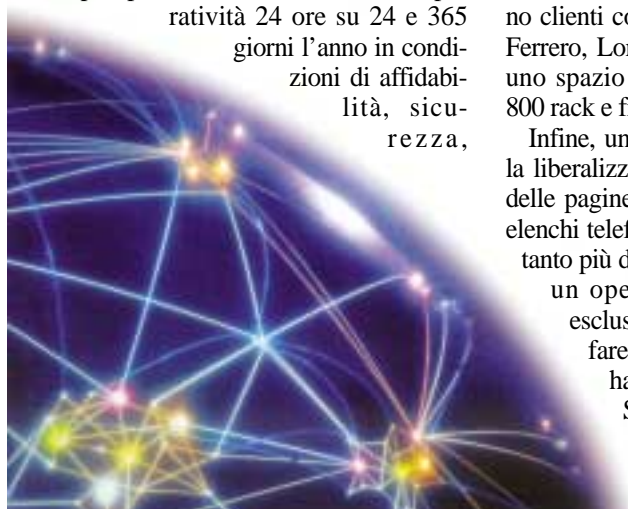 ratività 24 ore su 24 e 365
giorni l'anno in condi-
zioni di affidabi-
lità, sicu-
rezza,
no clienti co
Ferrero, Lor
uno spazio
800 rack e f
Infine, un
la liberalizz
delle pagine
elenchi telef
tanto più d
un ope
esclus
fare
ha